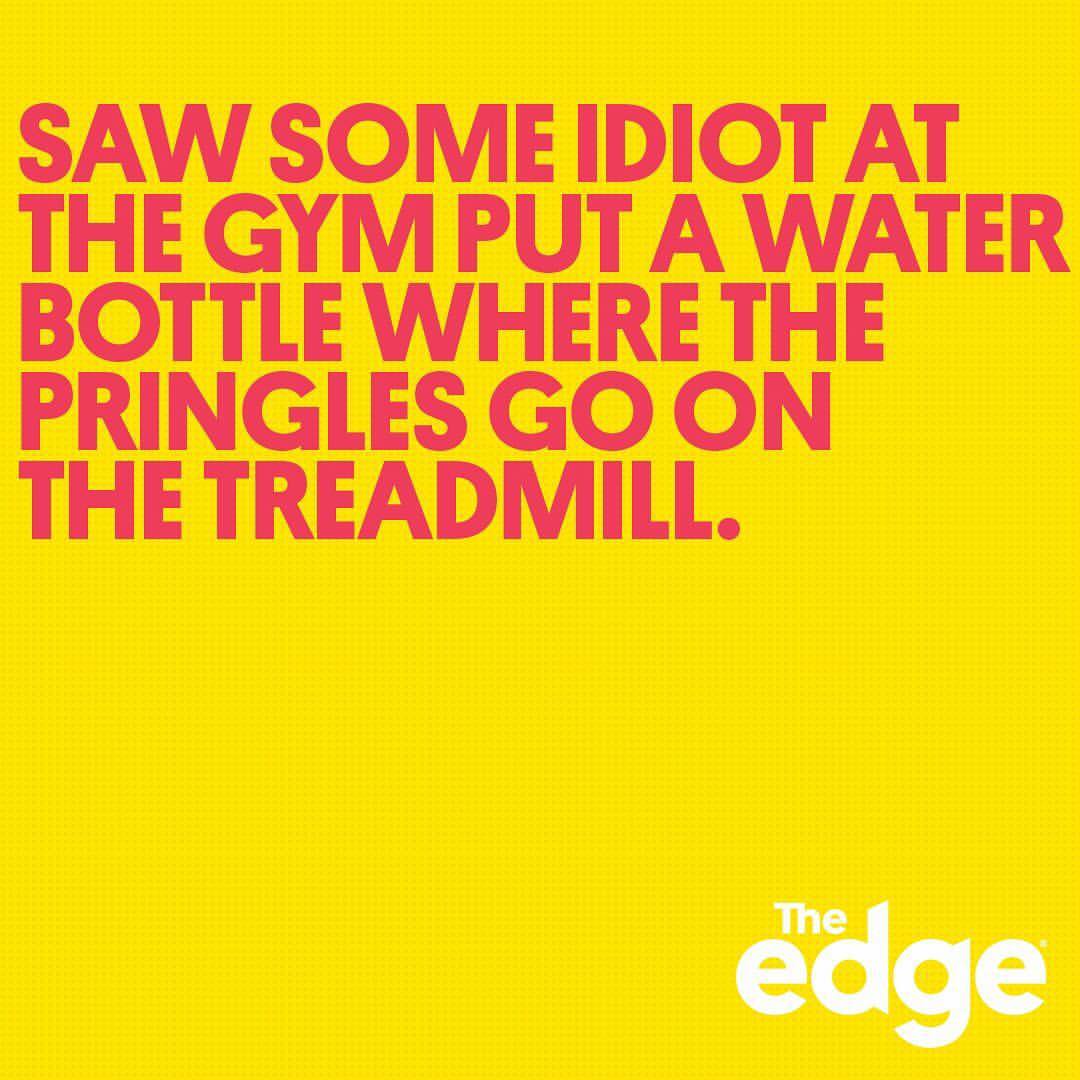 SAW SOME IDIOT AT
THE GYM PUT A WATER
BOTTLE WHERE THE
PRINGLES GO ON
THE TREADMILL.
The
edge